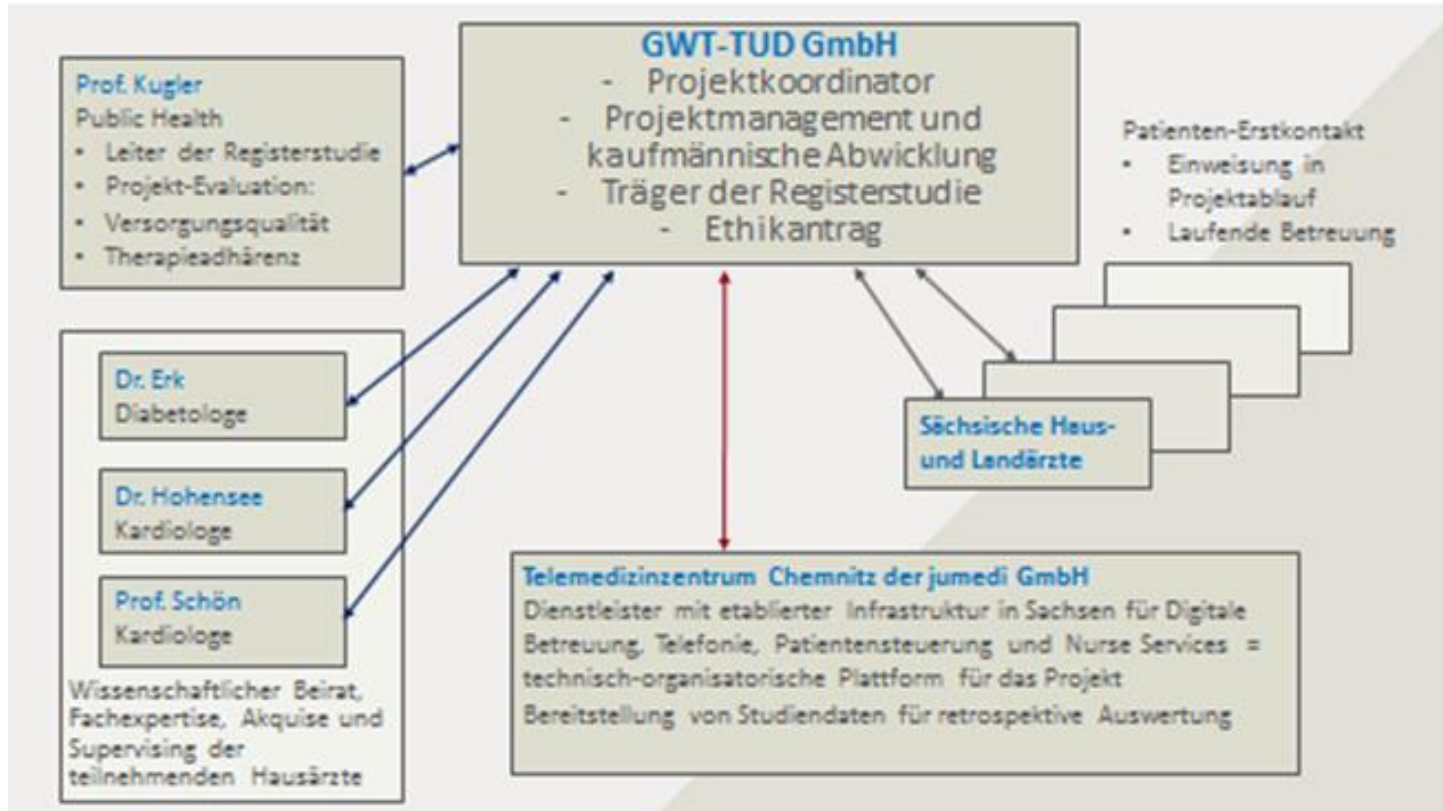 GWT-TUD GmbH
- Projektkoordinator
- Projektmanagement und
kaufmännische Abwicklung
- Träger der Registerstudie
- Ethikantrag
Prof. Kugler
Public Health
• Leiter der Registerstudie
• Projekt-Evaluation:
• Versorgungsqualität
• Therapieadhärenz
Patienten-Erstkontakt
• Einweisung in
Projektablauf
• Laufende Betreuung
Dr. Erk
Diabetologe
Dr. Hohensee
Kardiologe
Prof. Schön
Kardiologe
Wissenschaftlicher Beirat,
Fachexpertise, Akquise und
Supervising der
teilnehmenden Hausärzte
Sächsische Haus-
und Landärzte
Telemedizinzentrum Chemnitz der jumedi GmbH
Dienstleister mit etablierter Infrastruktur in Sachsen für Digitale
Betreuung, Telefonie, Patientensteuerung und Nurse Services =
technisch-organisatorische Plattform für das Projekt
Bereitstellung von Studiendaten für retrospektive Auswertung